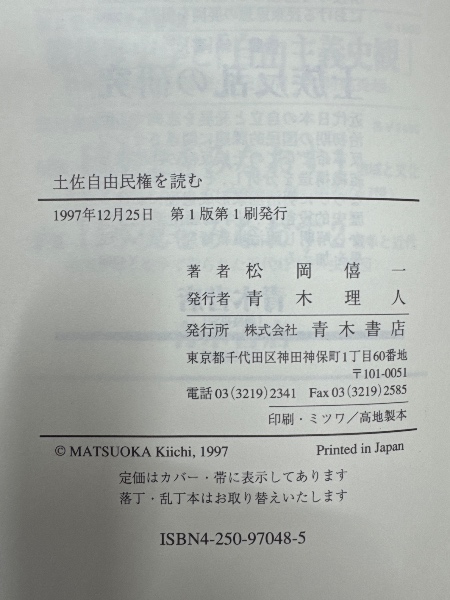 土佐自由民権を読む
1997年12月25日 第1版第1刷発行
著者 松岡僖一
発行者 青木理人
発行所 株式会社 青木書店
東京都千代田区神田神保町1丁目60番地
〒101-0051
電話03(3219)2341 Fax03(3219)2585
印刷・ミツワ/高地製本
© MATSUOKA Kiichi, 1997 Printed in Japan
定価はカバー・帯に表示してあります
落丁・乱丁本はお取り替えいたします
ISBN4-250-97048-5